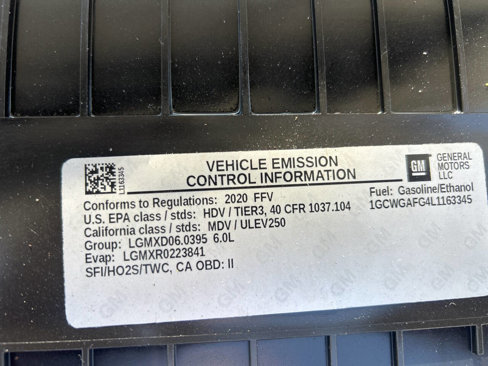 VEHICLE EMISSION
CONTROL INFORMATION
GM
GENERAL
MOTORS
LLC
L1163345
Conforms to Regulations: 2020 FFV
Fuel: Gasoline/Ethanol
U.S. EPA class / stds: HDV / TIER3, 40 CFR 1037.104
1GCWGAFG4L1163345
California class / stds: MDV / ULEV250
Group: LGMXD06.0395 6.0L
Evap: LGMXR0223841
SFI/HO2S/TWC, CA OBD: II